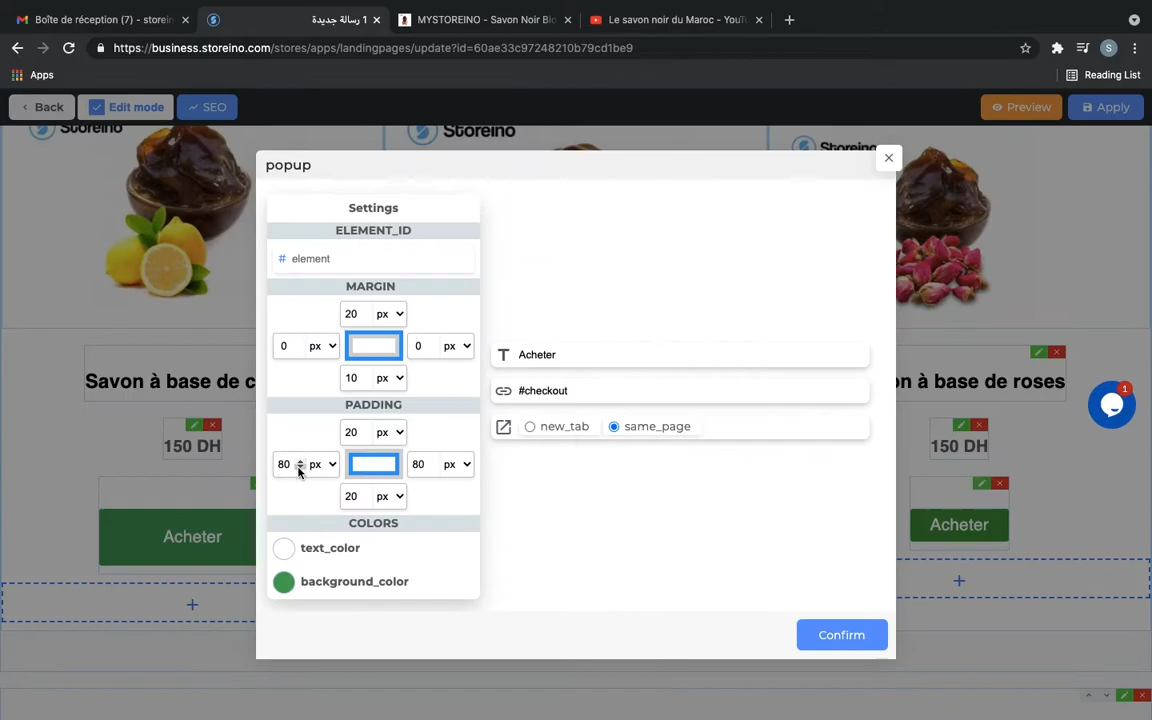 Boîte de réception (7) - storein
1 رسالة جديدة
MYSTOREINO - Savon Noir Bio
Le savon noir du Maroc - YouTu
https://business.storeino.com/stores/apps/landingpages/update?id=60ae33c97248210b79cd1be9
S
Apps
Reading List
Back
Edit mode
SEO
Preview
Apply
Storeino
Storeino
Storeino
popup
Settings
ELEMENT_ID
# element
MARGIN
20 px
0 px
0 px
10 px
PADDING
20 px
80 px
80 px
20 px
COLORS
text_color
background_color
Acheter
#checkout
new_tab
same_page
Confirm
Savon à base de c
n à base de roses
150 DH
150 DH
Acheter
Acheter
+
+
1